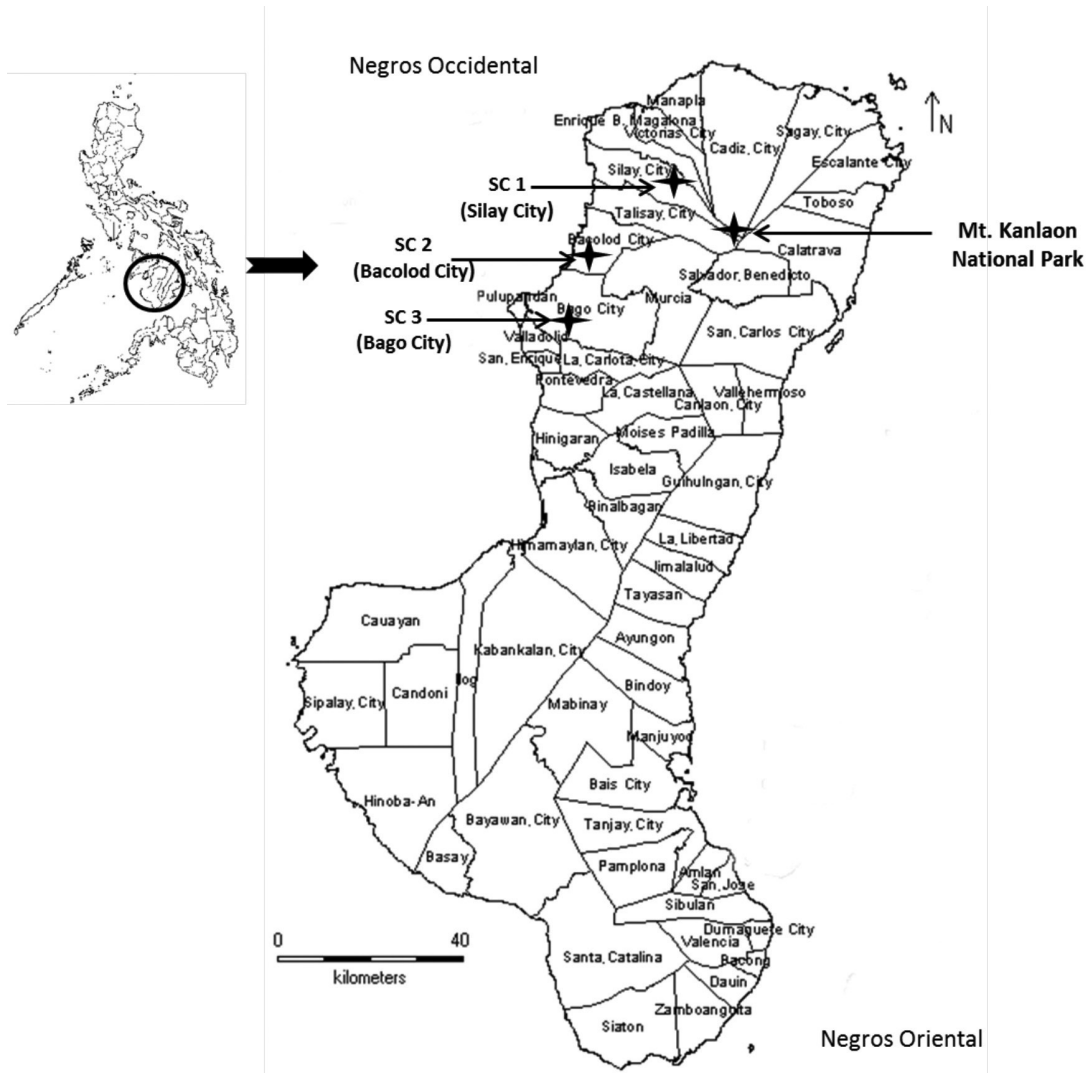 Negros Occidental
N
Manapla
Enrique B. Magalona
Victorias City
Cadiz, City
Sagay, City
Escalante City
Silay, City
SC 1
(Silay City)
Toboso
Talisay, City
Mt. Kanlaon
National Park
SC 2
(Bacolod City)
Bacolod City
Calatrava
Salvador, Benedicto
Pulupandan
Bago City
Murcia
SC 3
(Bago City)
Valladolid
San, Carlos City
San, Enrique
La, Carlota, City
Pontevedra
La, Castellana
Vallehermoso
Canlaon, City
Hinigaran
Moises Padilla
Isabela
Guihulngan, City
Binalbagan
Himamaylan, City
La, Libertad
Jimalalud
Tayasan
Cauayan
Ayungon
Kabankalan, City
Ilog
Bindoy
Sipalay, City
Candoni
Mabinay
Manjuyod
Bais City
Hinoba-An
Bayawan, City
Tanjay, City
Basay
Pamplona
Amlan
San, Jose
Sibulan
Dumaguete City
Valencia
Bacong
0 40
kilometers
Santa, Catalina
Dauin
Zamboanguita
Siaton
Negros Oriental